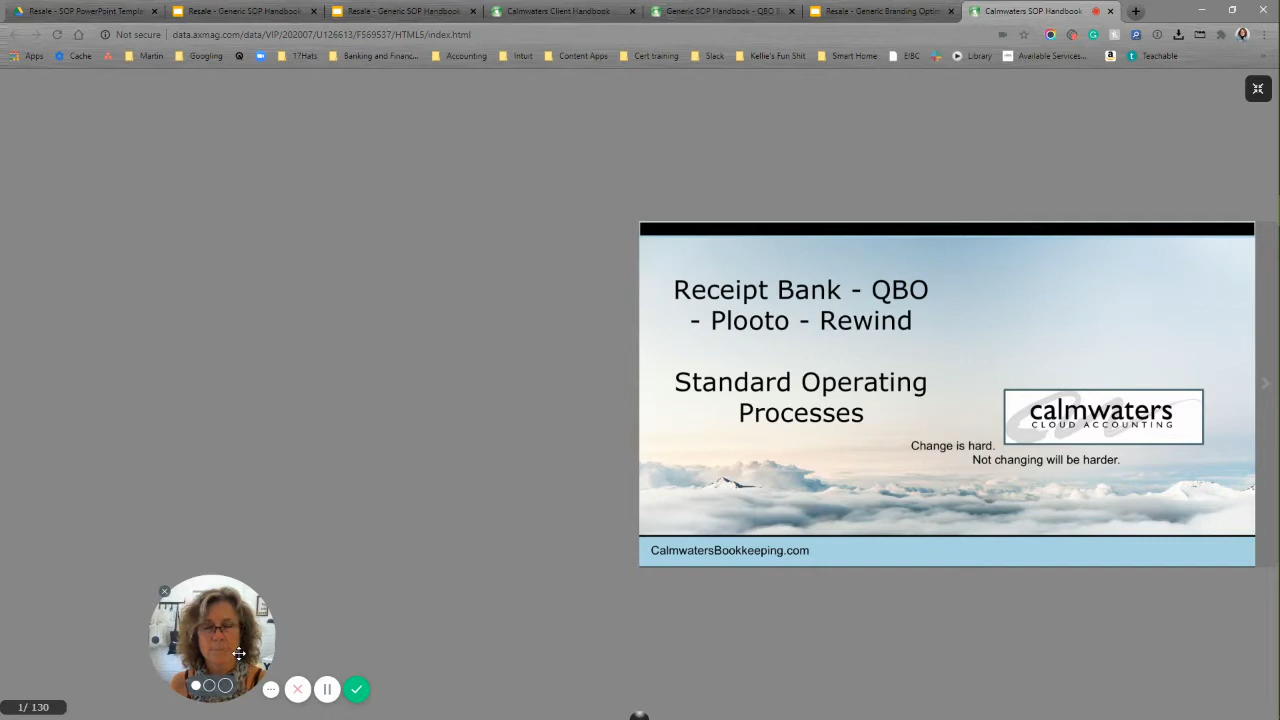 Resale - SOP PowerPoint Templa
Resale - Generic SOP Handbook
Resale - Generic SOP Handbook
Calmwaters Client Handbook
Generic SOP Handbook - QBO
Resale - Generic Branding Optim
Calmwaters SOP Handbook
Not secure
data.axmag.com/data/VIP/202007/U126613/F569537/HTML5/index.html
Apps
Cache
Martin
Googling
17Hats
Banking and Financ...
Accounting
Intuit
Content Apps
Cert training
Slack
Kellie's Fun Shit
Smart Home
Library
Available Services...
Teachable
Receipt Bank - QBO
- Plooto - Rewind
Standard Operating
Processes
calmwaters
CLOUD ACCOUNTING
Change is hard.
Not changing will be harder.
CalmwatersBookkeeping.com
1/ 130